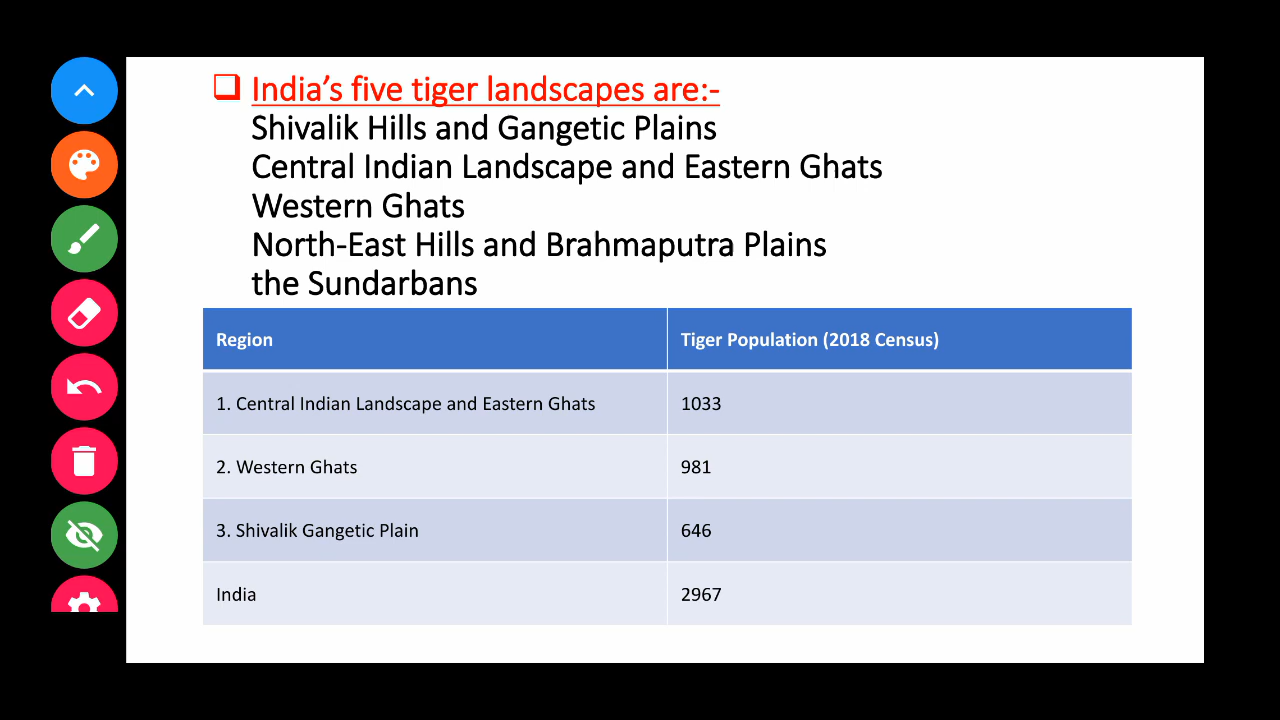 India's five tiger landscapes are:-
Shivalik Hills and Gangetic Plains
Central Indian Landscape and Eastern Ghats
Western Ghats
North-East Hills and Brahmaputra Plains
the Sundarbans
Region Tiger Population (2018 Census)
1. Central Indian Landscape and Eastern Ghats 1033
2. Western Ghats 981
3. Shivalik Gangetic Plain 646
India 2967